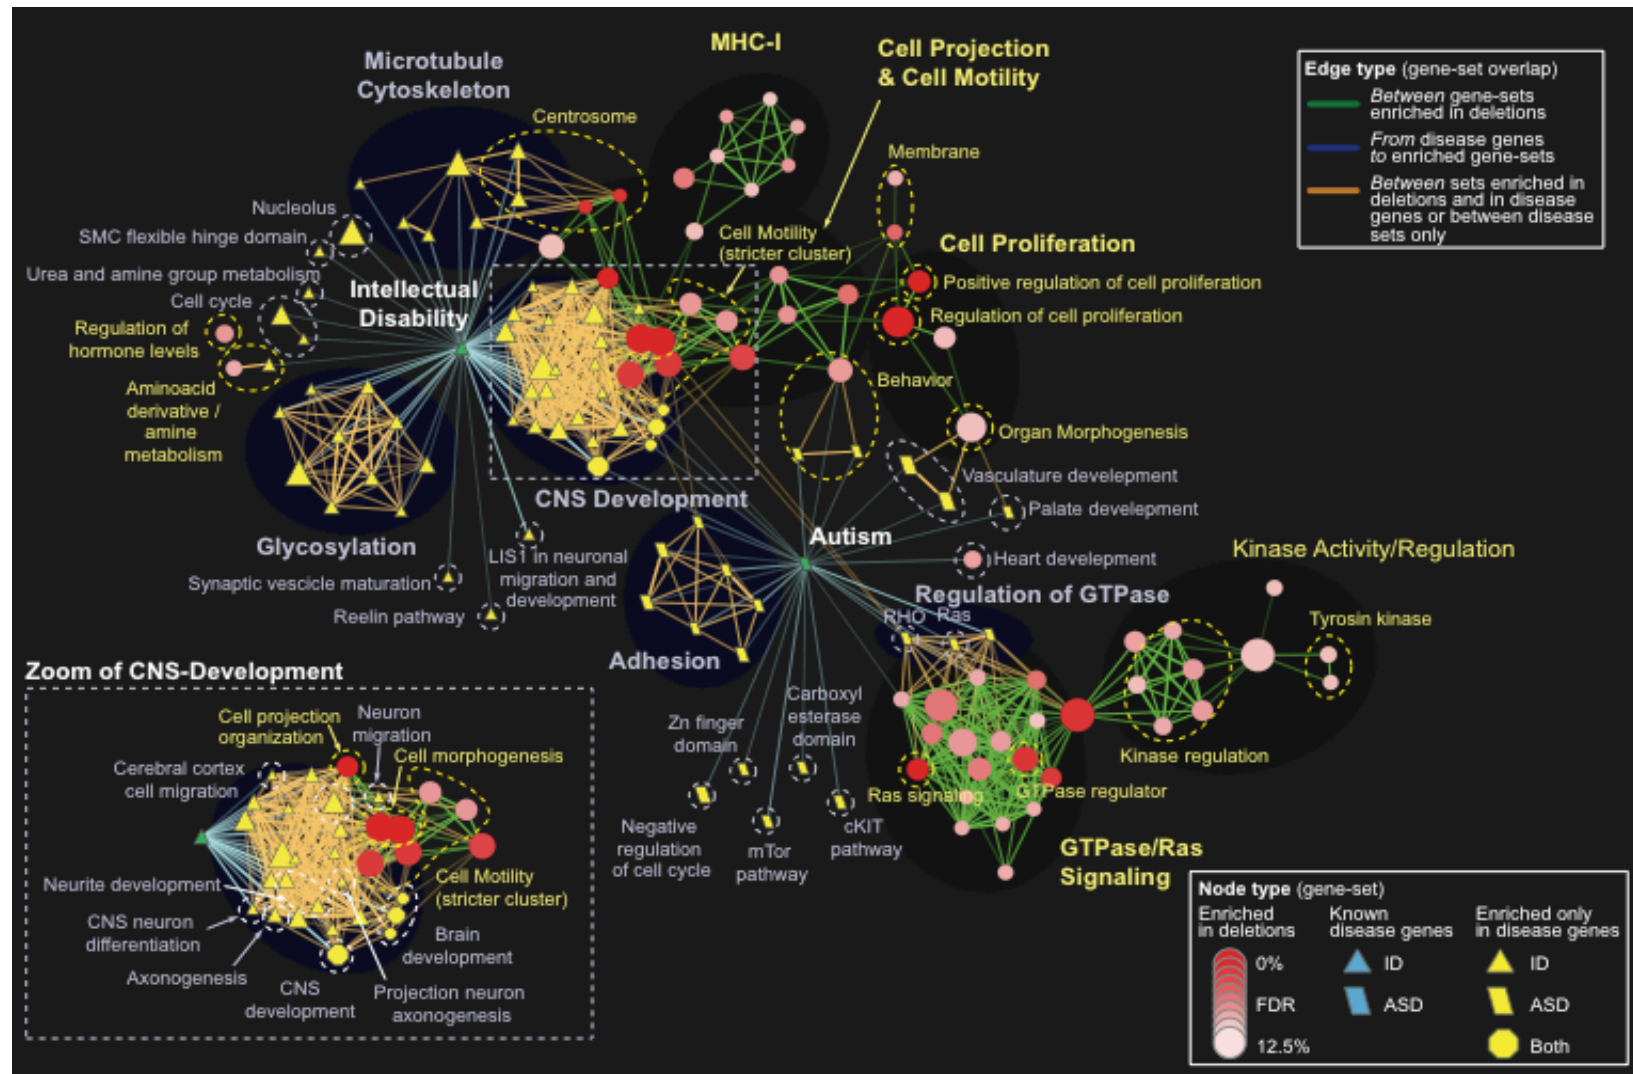 MHC-I
Cell Projection
& Cell Motility
Microtubule
Cytoskeleton
Centrosome
Membrane
Edge type (gene-set overlap)
Between gene-sets
enriched in deletions
From disease genes
to enriched gene-sets
Between sets enriched in
deletions and in disease
genes or between disease
sets only
Nucleolus
SMC flexible hinge domain
Urea and amine group metabolism
Cell cycle
Regulation of
hormone levels
Aminoacid
derivative /
amine
metabolism
Intellectual
Disability
Cell Motility
(stricter cluster)
Cell Proliferation
Positive regulation of cell proliferation
Regulation of cell proliferation
Behavior
Organ Morphogenesis
Vasculature develepment
Palate develepment
Heart develepment
CNS Development
Autism
Glycosylation
Synaptic vescicle maturation
Reelin pathway
LIS1 in neuronal
migration and
development
Adhesion
Regulation of GTPase
RHO
Ras
Kinase Activity/Regulation
Tyrosin kinase
Kinase regulation
Zn finger
domain
Carboxyl
esterase
domain
Negative
regulation
of cell cycle
mTor
pathway
cKIT
pathway
Ras signaling
GTPase regulator
GTPase/Ras
Signaling
Zoom of CNS-Development
Cell projection
organization
Neuron
migration
Cell morphogenesis
Cerebral cortex
cell migration
Neurite development
CNS neuron
differentiation
Axonogenesis
CNS
development
Projection neuron
axonogenesis
Brain
development
Cell Motility
(stricter cluster)
Node type (gene-set)
Enriched
in deletions
Known
disease genes
Enriched only
in disease genes
0%
FDR
12.5%
ID
ASD
ID
ASD
Both